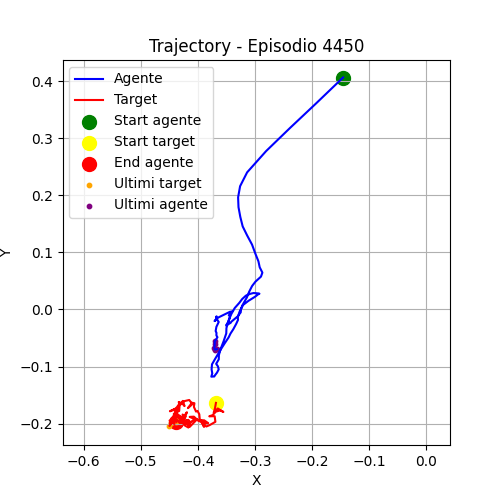 Trajectory - Episodio 4450
Agente
Target
Start agente
Start target
End agente
Ultimi target
Ultimi agente
Y
0.4
0.3
0.2
0.1
0.0
−0.1
−0.2
−0.6
−0.5
−0.4
−0.3
−0.2
−0.1
0.0
X